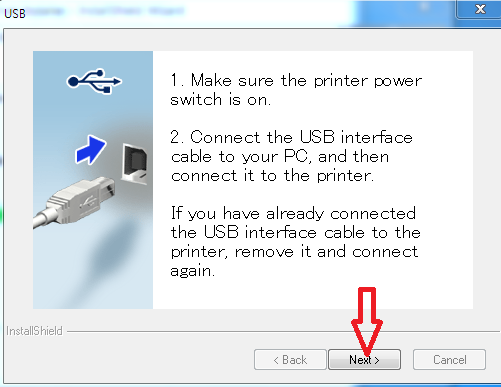 USB
1. Make sure the printer power
switch is on.
2. Connect the USB interface
cable to your PC, and then
connect it to the printer.
If you have already connected
the USB interface cable to the
printer, remove it and connect
again.
InstallShield
< Back Next > Cancel